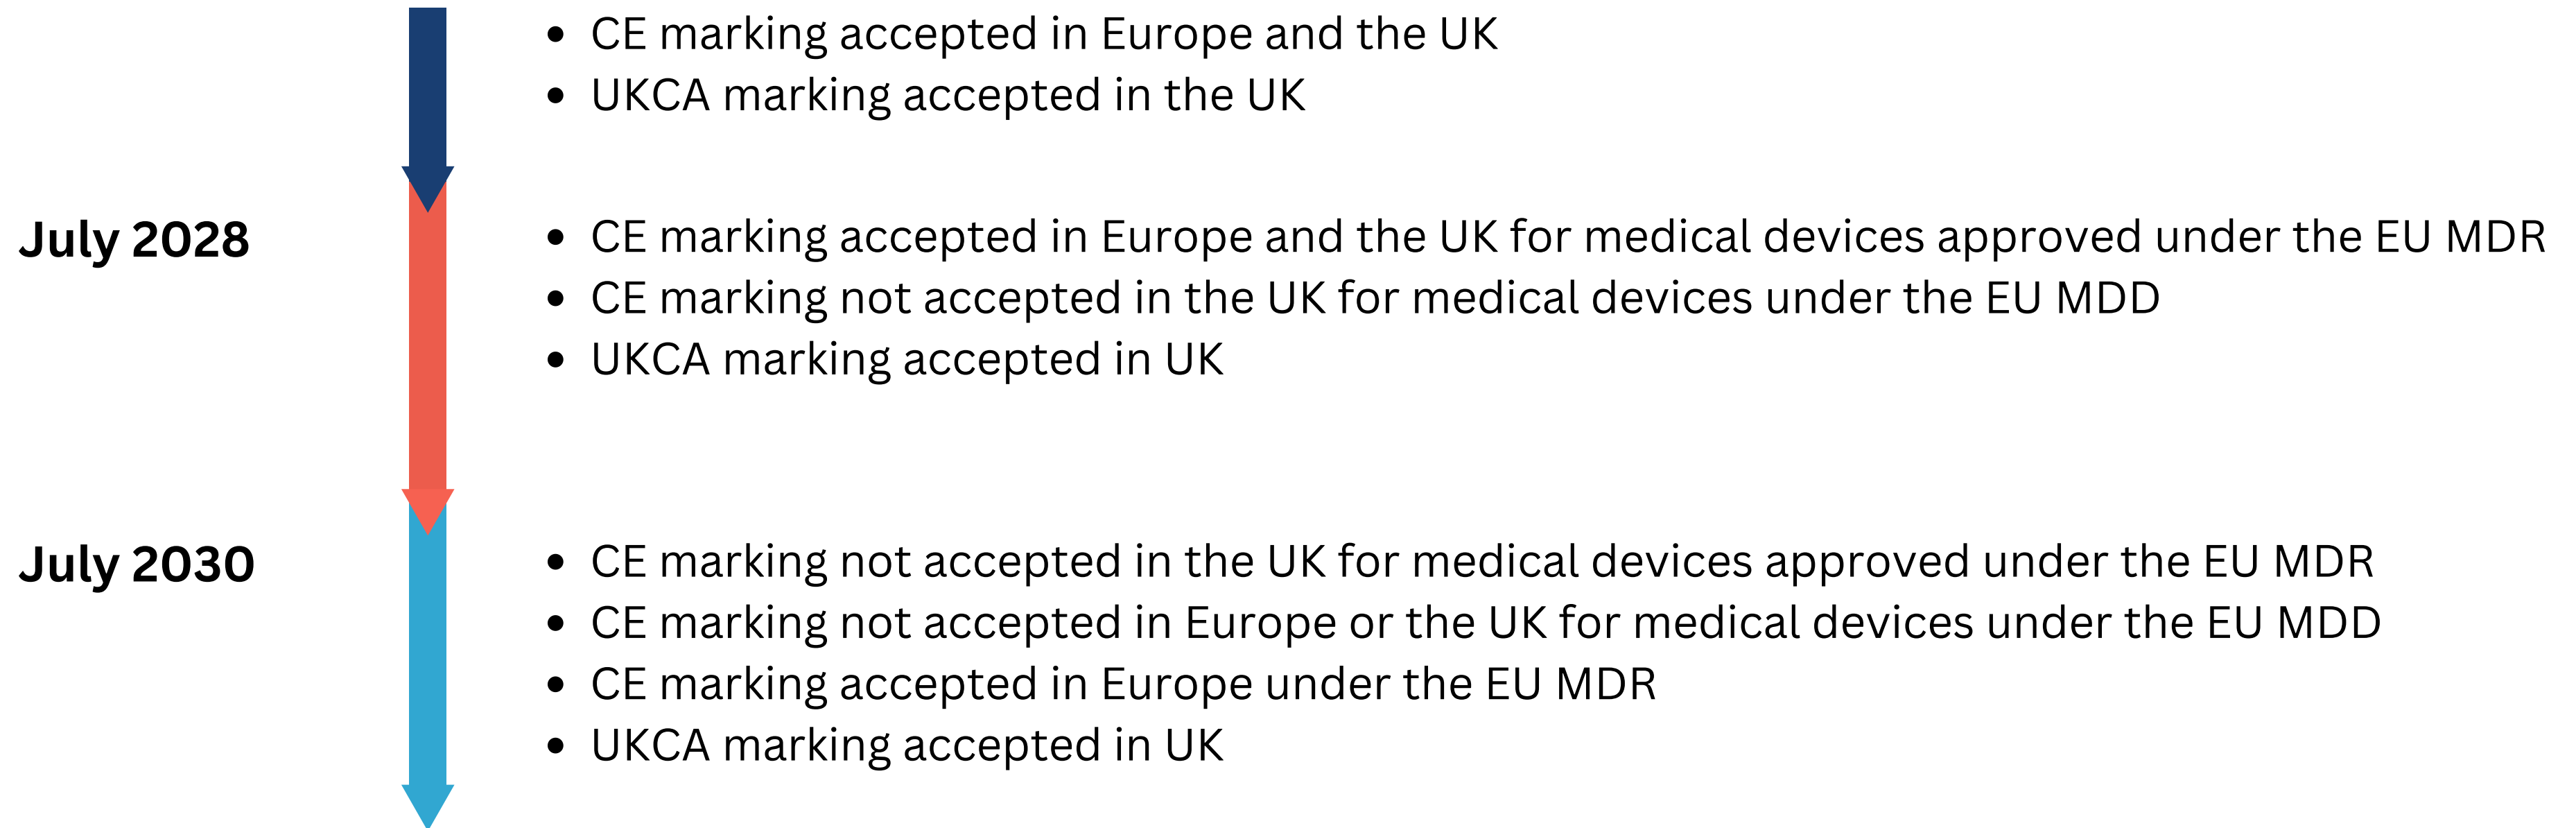 • CE marking accepted in Europe and the UK
• UKCA marking accepted in the UK
July 2028
• CE marking accepted in Europe and the UK for medical devices approved under the EU MDR
• CE marking not accepted in the UK for medical devices under the EU MDD
• UKCA marking accepted in UK
July 2030
• CE marking not accepted in the UK for medical devices approved under the EU MDR
• CE marking not accepted in Europe or the UK for medical devices under the EU MDD
• CE marking accepted in Europe under the EU MDR
• UKCA marking accepted in UK